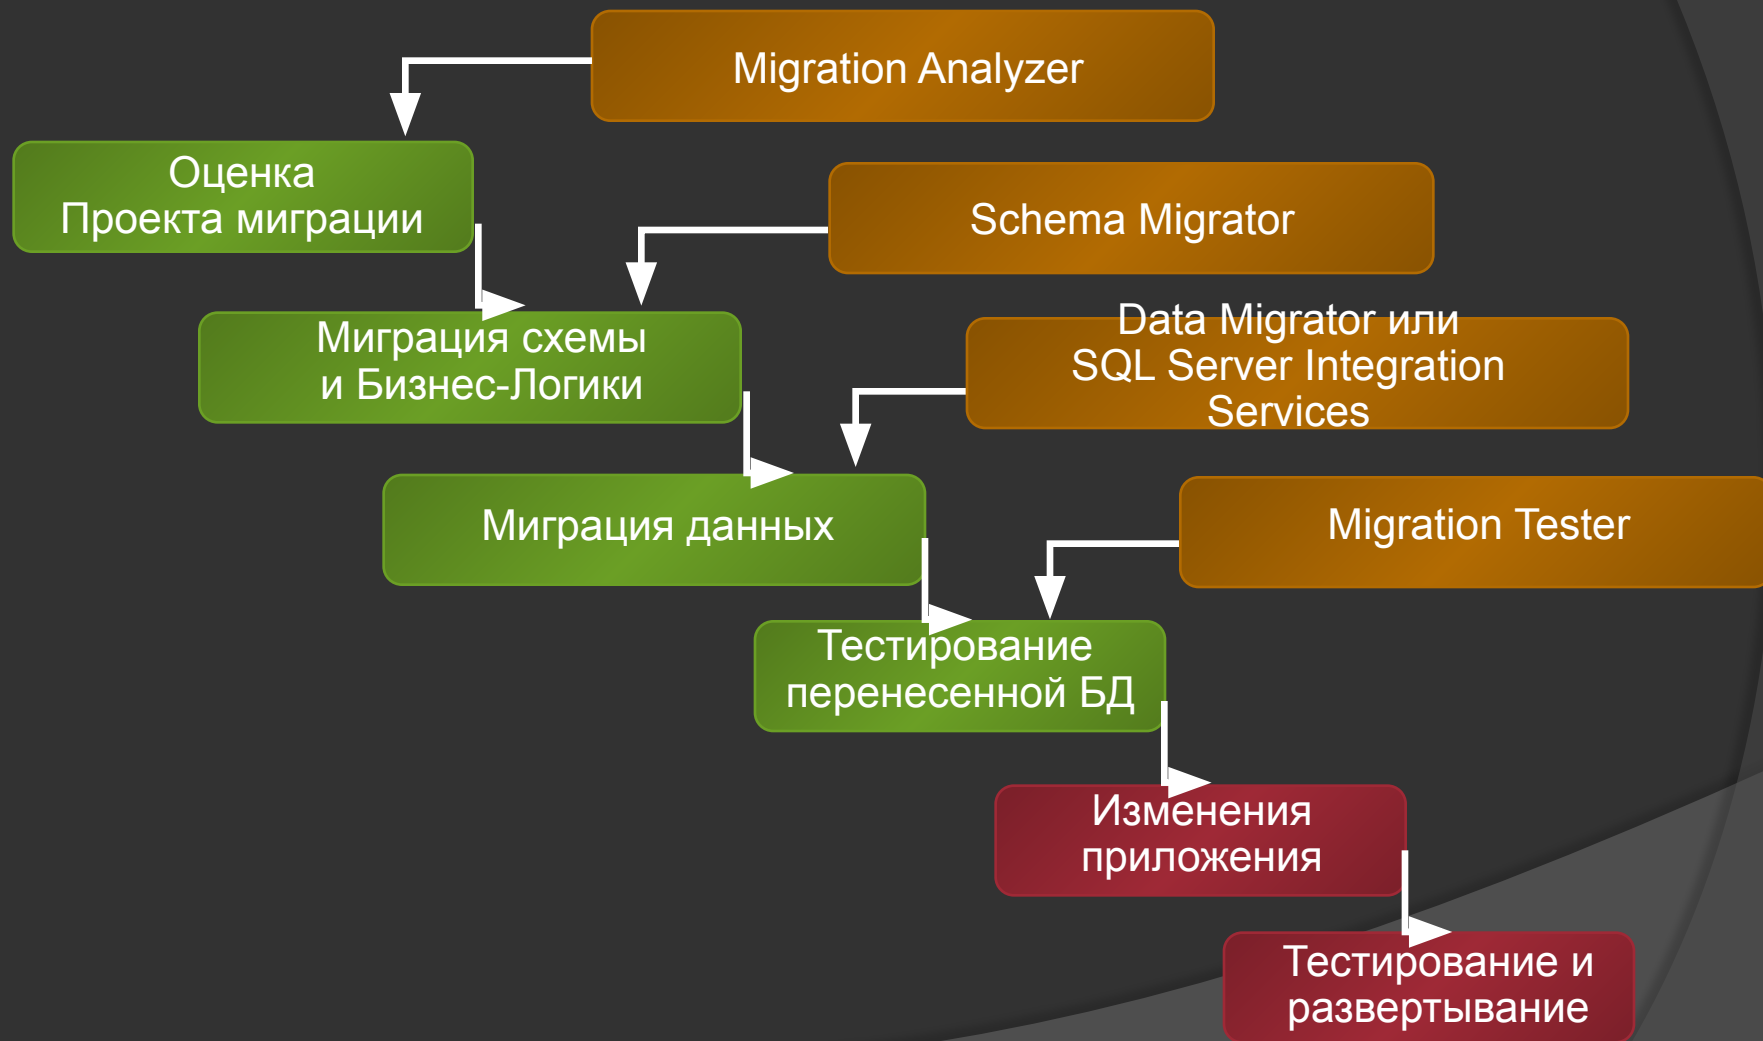 Migration Analyzer
Оценка
Проекта миграции
Schema Migrator
Миграция схемы
и Бизнес-Логики
Data Migrator или
SQL Server Integration
Services
Миграция данных
Migration Tester
Тестирование
перенесенной БД
Изменения
приложения
Тестирование и
развертывание